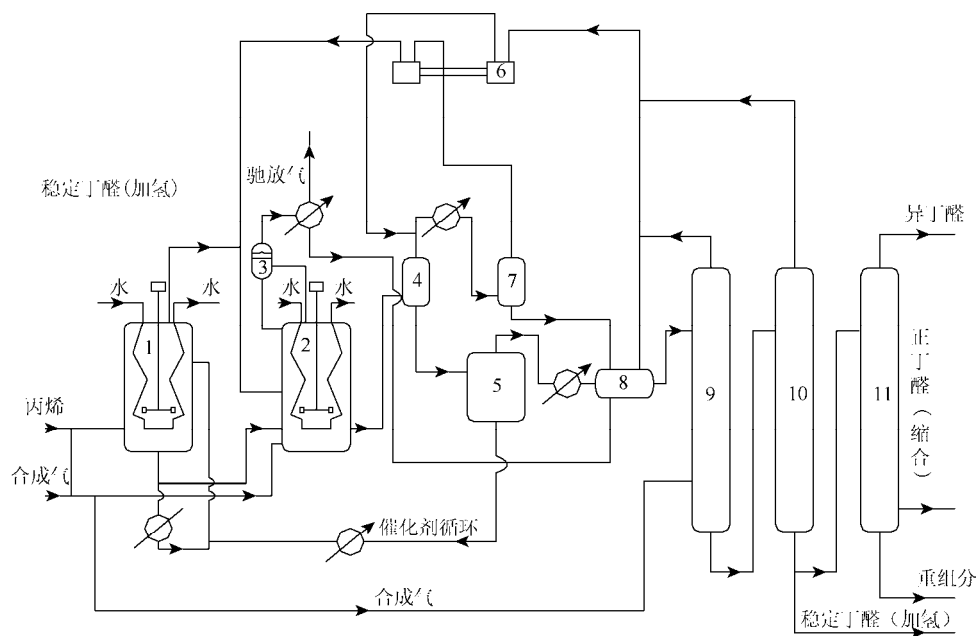 6
驰放气
稳定丁醛(加氢)
异丁醛
3
4
7
水
水
水
水
1
2
5
8
9
10
11
正丁醛（缩合）
丙烯
合成气
催化剂循环
重组分
合成气
稳定丁醛（加氢）